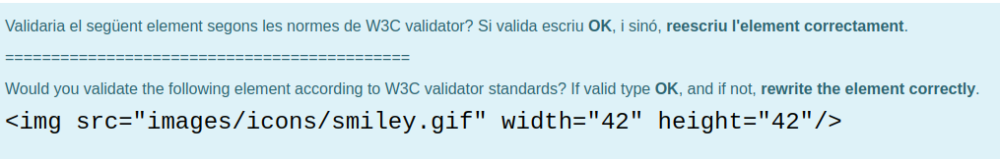 Validaria el següent element segons les normes de W3C validator? Si valida escriu OK, i sinó, reescriu l'element correctament.
============================================
Would you validate the following element according to W3C validator standards? If valid type OK, and if not, rewrite the element correctly.
<img src="images/icons/smiley.gif" width="42" height="42"/>